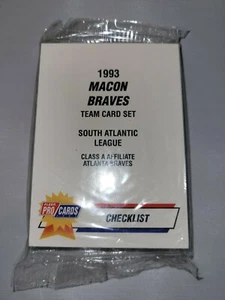 1993
MACON
BRAVES
TEAM CARD SET
SOUTH ATLANTIC
LEAGUE
CLASS A AFFILIATE
ATLANTA BRAVES
PRO CARDS
CHECKLIST